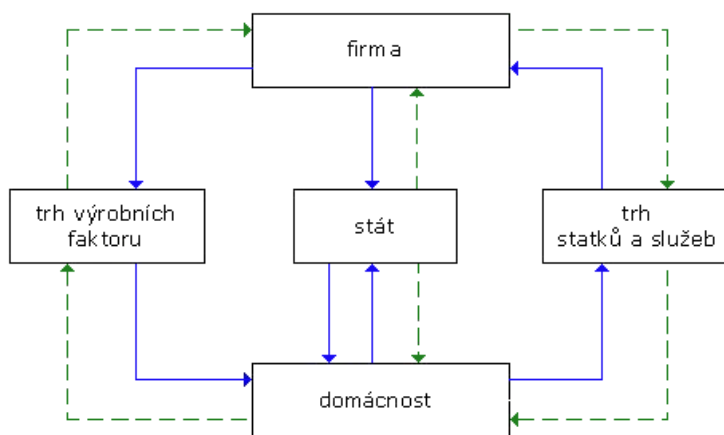 firma
trh výrobních
faktoru
stát
trh
statků a služeb
domácnost